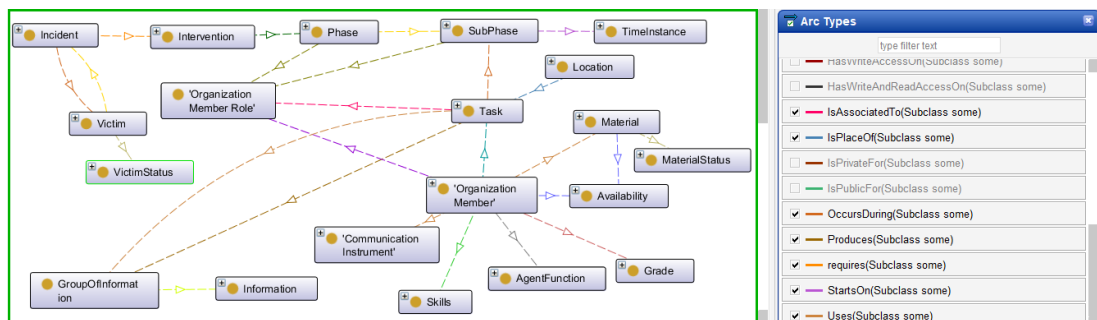 Incident
Intervention
Phase
SubPhase
TimeInstance
Location
'Organization
Member Role'
Task
Material
Victim
MaterialStatus
VictimStatus
'Organization
Member'
Availability
'Communication
Instrument'
GroupOfInformat
ion
Information
Skills
AgentFunction
Grade
Arc Types
type filter text
HasWriteAccessOn(Subclass some)
HasWriteAndReadAccessOn(Subclass some)
IsAssociatedTo(Subclass some)
IsPlaceOf(Subclass some)
IsPrivateFor(Subclass some)
IsPublicFor(Subclass some)
OccursDuring(Subclass some)
Produces(Subclass some)
requires(Subclass some)
StartsOn(Subclass some)
Uses(Subclass some)